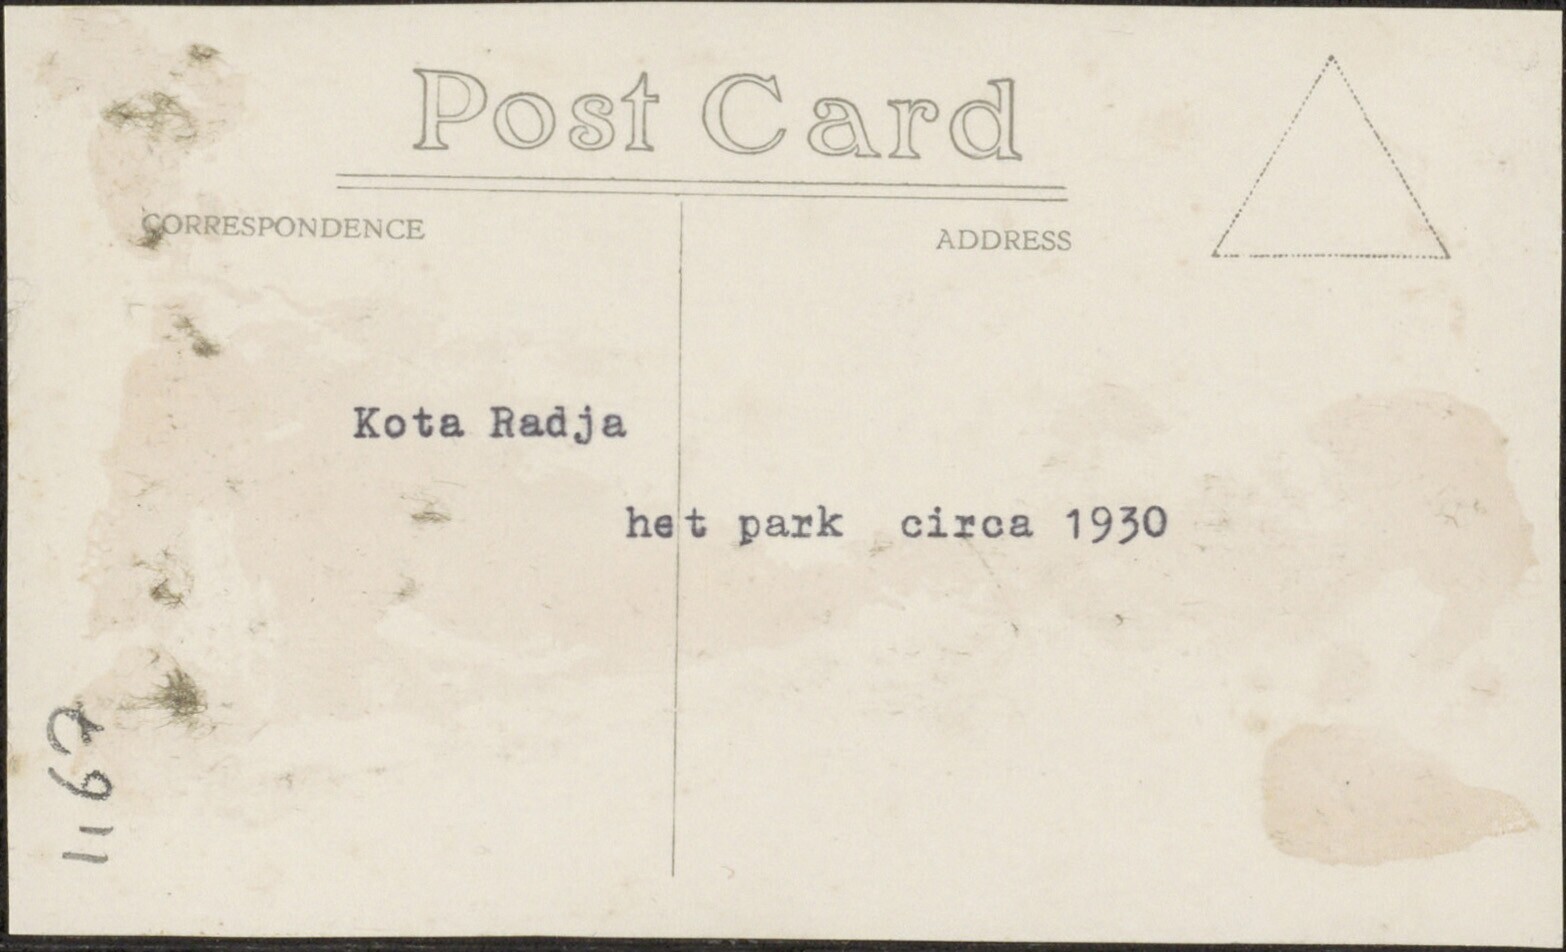 Post Card
CORRESPONDENCE
ADDRESS
Kota Radja
het park circa 1930
1162